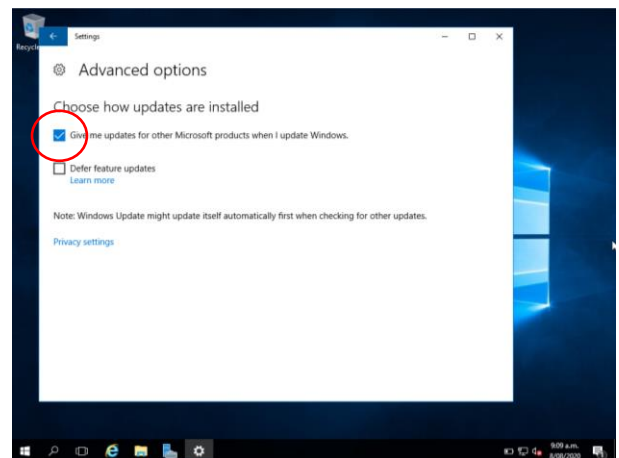 Recycle
Settings
Advanced options
Choose how updates are installed
Give me updates for other Microsoft products when I update Windows.
Defer feature updates
Learn more
Note: Windows Update might update itself automatically first when checking for other updates.
Privacy settings
9:09 a.m.
8/08/2020